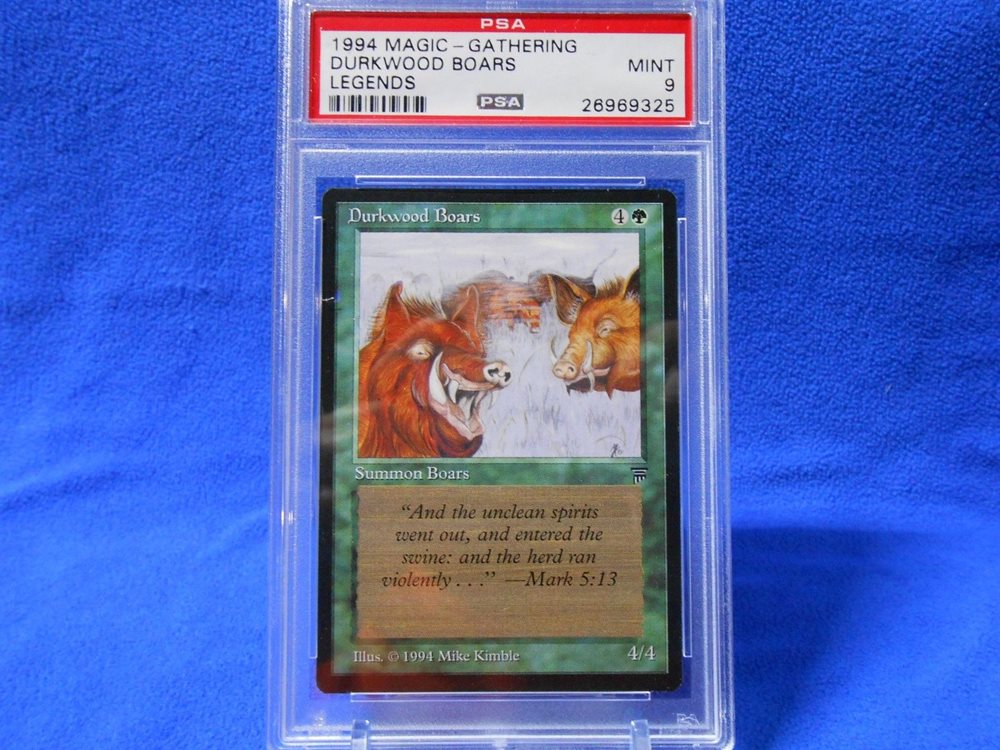 PSA
1994 MAGIC - GATHERING
DURKWOOD BOARS MINT
LEGENDS 9
PSA 26969325
Durkwood Boars 4
Summon Boars
“And the unclean spirits
went out, and entered the
swine: and the herd ran
violently . . .” —Mark 5:13
Illus. © 1994 Mike Kimble 4/4
PSA